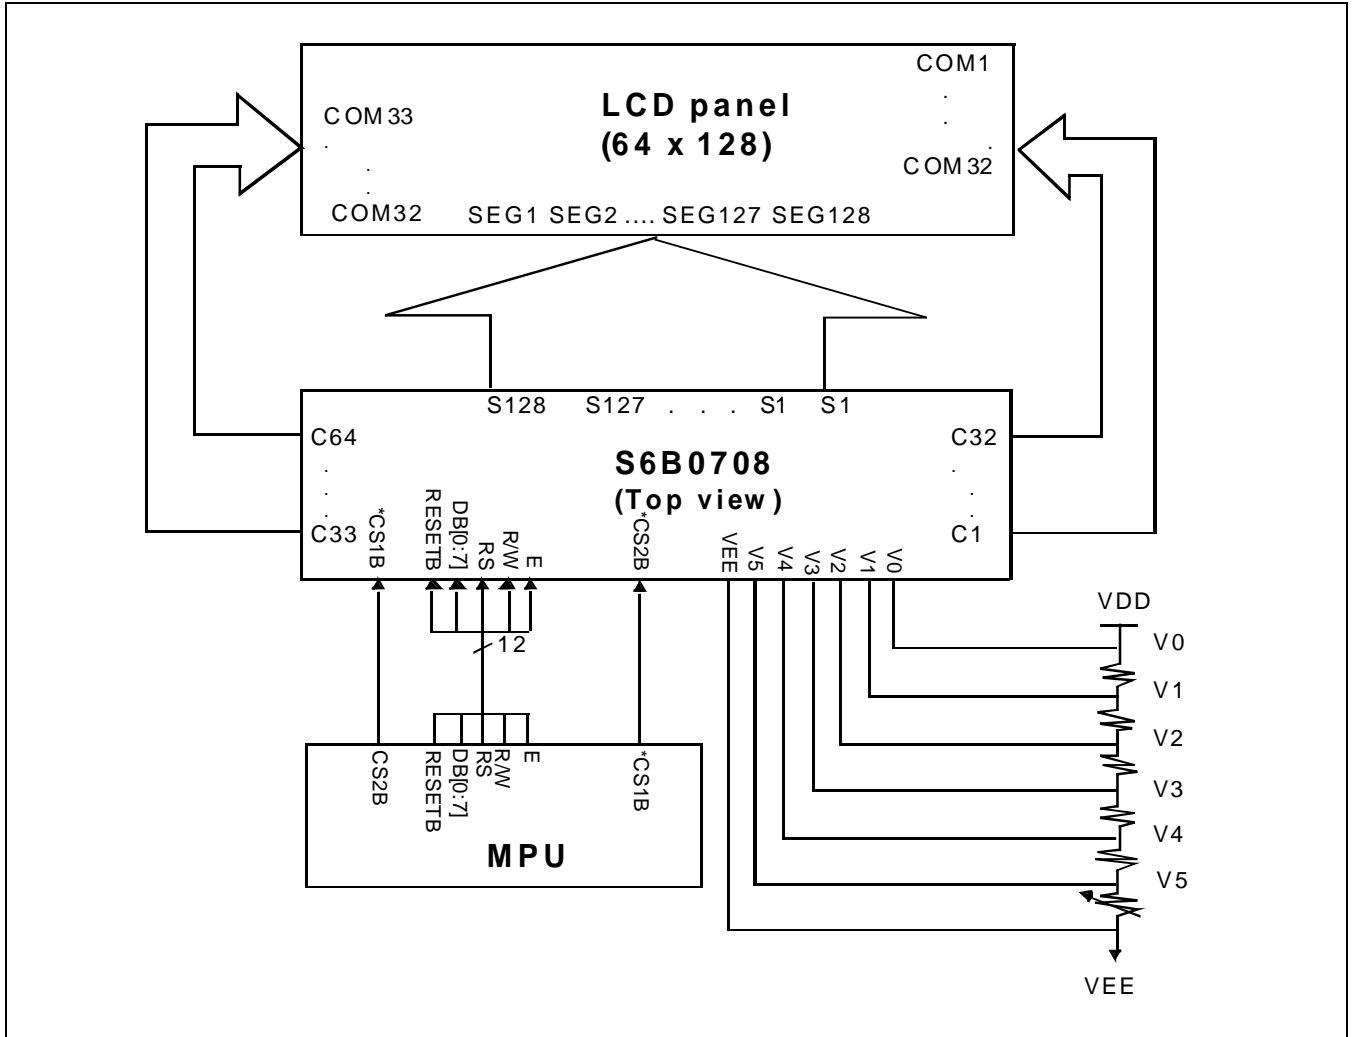 COM1
.
.
.
COM32
LCD panel
(64 x 128)
COM33
.
.
.
COM32
SEG1 SEG2 .... SEG127 SEG128
S128 S127 . . . S1 S1
C64
.
.
.
C33
S6B0708
(Top view)
C32
.
.
.
C1
*CS1B
RESETB
DB[0:7]
RS
R/W
E
*CS2B
VEE
V5
V4
V3
V2
V1
V0
12
CS2B
RESETB
DB[0:7]
RS
R/W
E
*CS1B
MPU
VDD
V0
V1
V2
V3
V4
V5
VEE